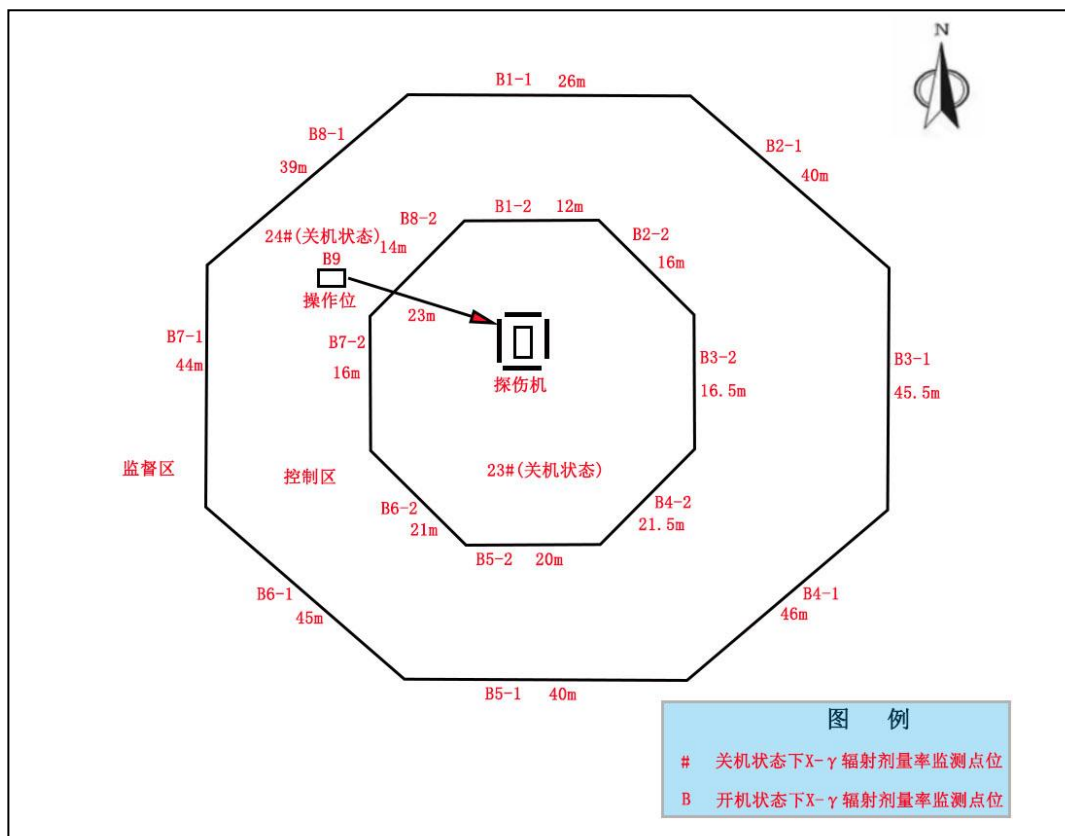 N
B1-1 26m
B8-1
39m
B2-1
40m
B1-2 12m
B8-2
14m
B2-2
16m
24#(关机状态)
B9
操作位
23m
B7-1
44m
B7-2
16m
探伤机
B3-2
16.5m
B3-1
45.5m
监督区
控制区
23#(关机状态)
B6-2
21m
B4-2
21.5m
B5-2 20m
B6-1
45m
B4-1
46m
B5-1 40m
图 例
# 关机状态下X-γ辐射剂量率监测点位
B 开机状态下X-γ辐射剂量率监测点位